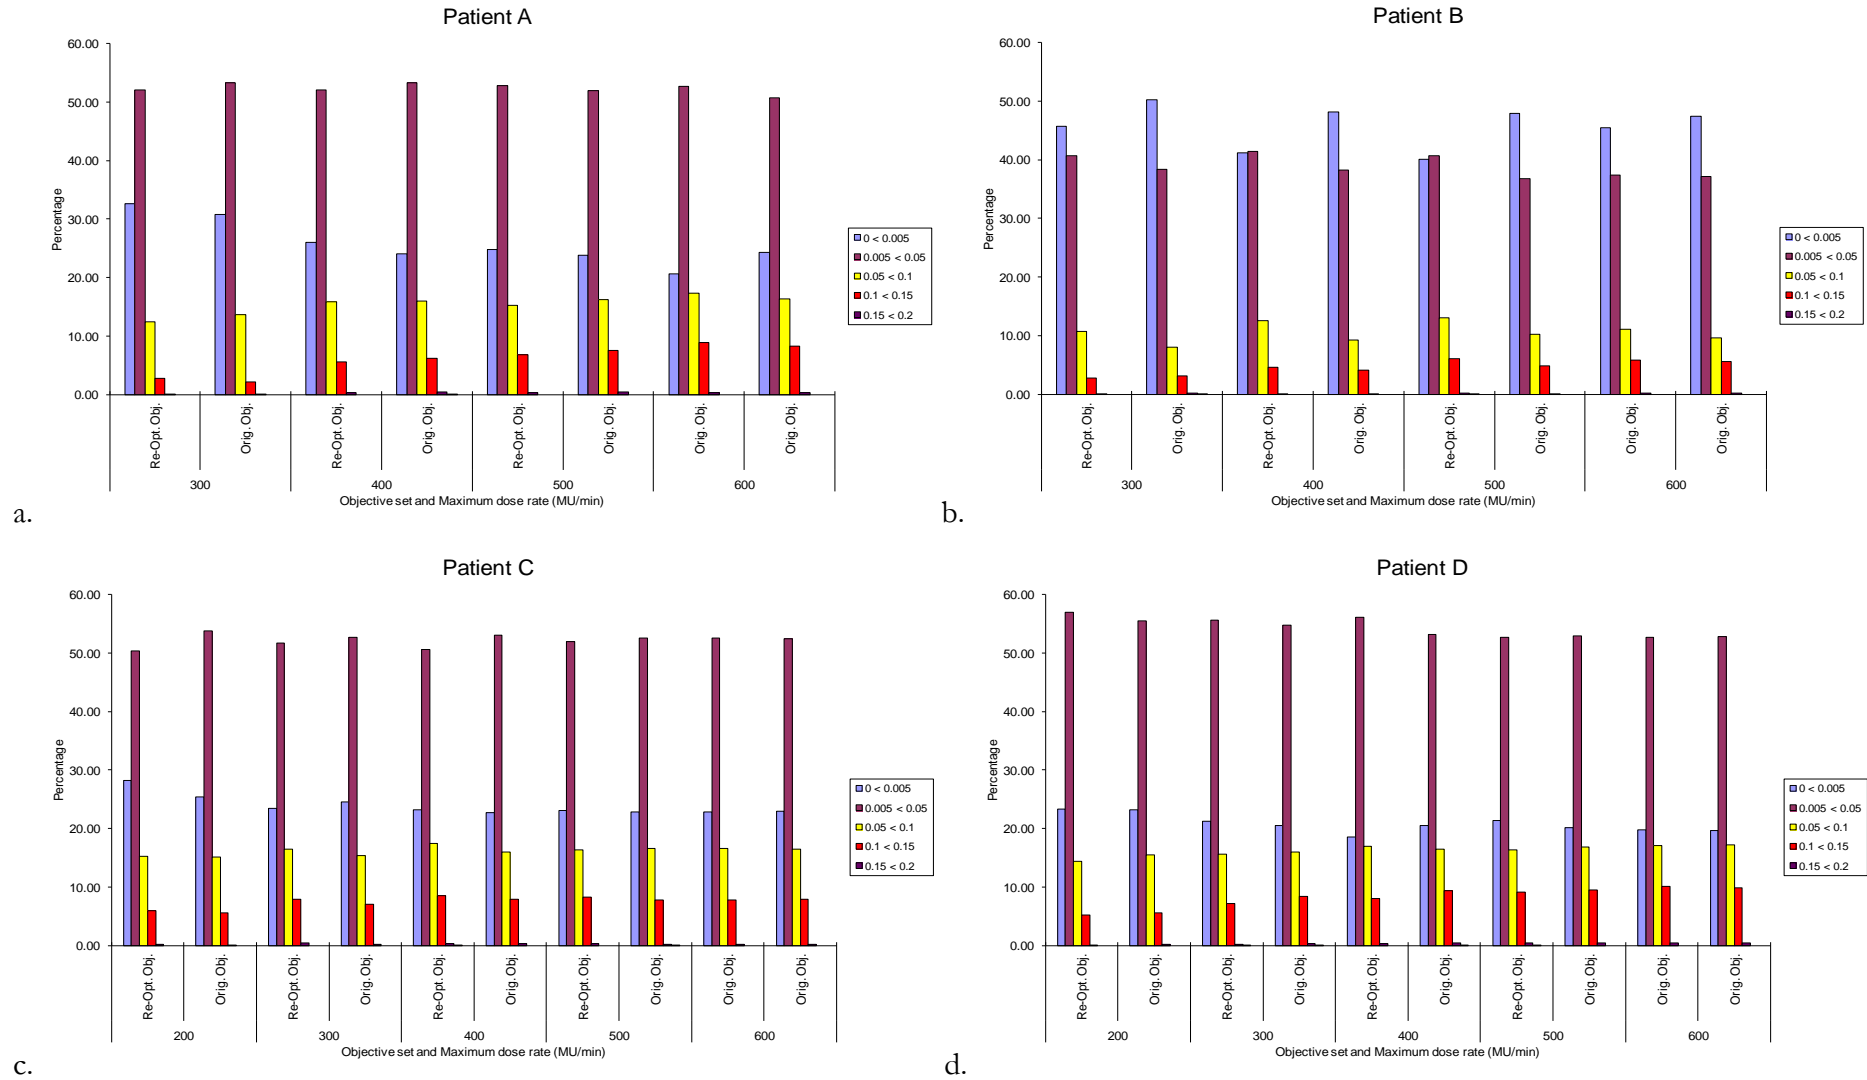 Patient A
60.00
50.00
40.00
30.00
20.00
10.00
0.00
Percentage
Re-Opt. Obj.
Orig. Obj.
Re-Opt. Obj.
Orig. Obj.
Re-Opt. Obj.
Orig. Obj.
Re-Opt. Obj.
Orig. Obj.
300 400 500 600
Objective set and Maximum dose rate (MU/min)
0 < 0.005
0.005 < 0.05
0.05 < 0.1
0.1 < 0.15
0.15 < 0.2
a.
Patient B
60.00
50.00
40.00
30.00
20.00
10.00
0.00
Percentage
Re-Opt. Obj.
Orig. Obj.
Re-Opt. Obj.
Orig. Obj.
Re-Opt. Obj.
Orig. Obj.
Re-Opt. Obj.
Orig. Obj.
300 400 500 600
Objective set and Maximum dose rate (MU/min)
0 < 0.005
0.005 < 0.05
0.05 < 0.1
0.1 < 0.15
0.15 < 0.2
b.
Patient C
60.00
50.00
40.00
30.00
20.00
10.00
0.00
Percentage
Re-Opt. Obj.
Orig. Obj.
Re-Opt. Obj.
Orig. Obj.
Re-Opt. Obj.
Orig. Obj.
Re-Opt. Obj.
Orig. Obj.
Re-Opt. Obj.
Orig. Obj.
200 300 400 500 600
Objective set and Maximum dose rate (MU/min)
0 < 0.005
0.005 < 0.05
0.05 < 0.1
0.1 < 0.15
0.15 < 0.2
c.
Patient D
60.00
50.00
40.00
30.00
20.00
10.00
0.00
Percentage
Re-Opt. Obj.
Orig. Obj.
Re-Opt. Obj.
Orig. Obj.
Re-Opt. Obj.
Orig. Obj.
Re-Opt. Obj.
Orig. Obj.
Re-Opt. Obj.
Orig. Obj.
200 300 400 500 600
Objective set and Maximum dose rate (MU/min)
0 < 0.005
0.005 < 0.05
0.05 < 0.1
0.1 < 0.15
0.15 < 0.2
d.